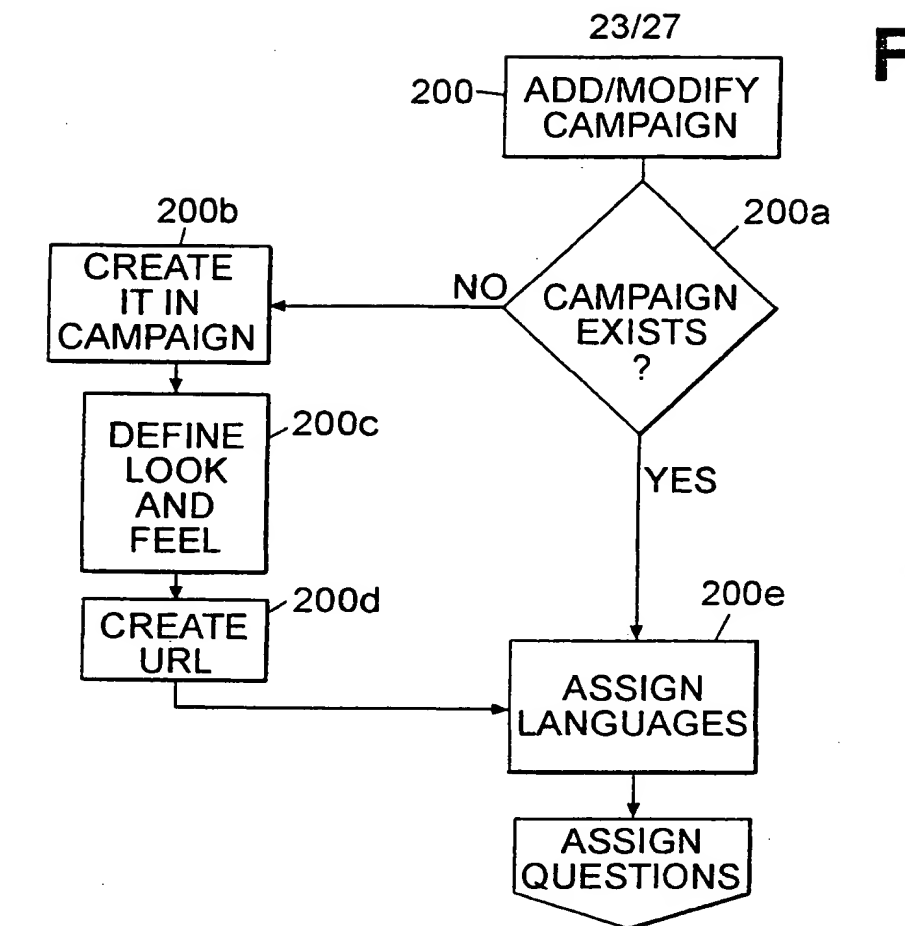 23/27
F
200
ADD/MODIFY
CAMPAIGN
200a
CAMPAIGN
EXISTS
?
NO
YES
200b
CREATE
IT IN
CAMPAIGN
200c
DEFINE
LOOK
AND
FEEL
200d
CREATE
URL
200e
ASSIGN
LANGUAGES
ASSIGN
QUESTIONS